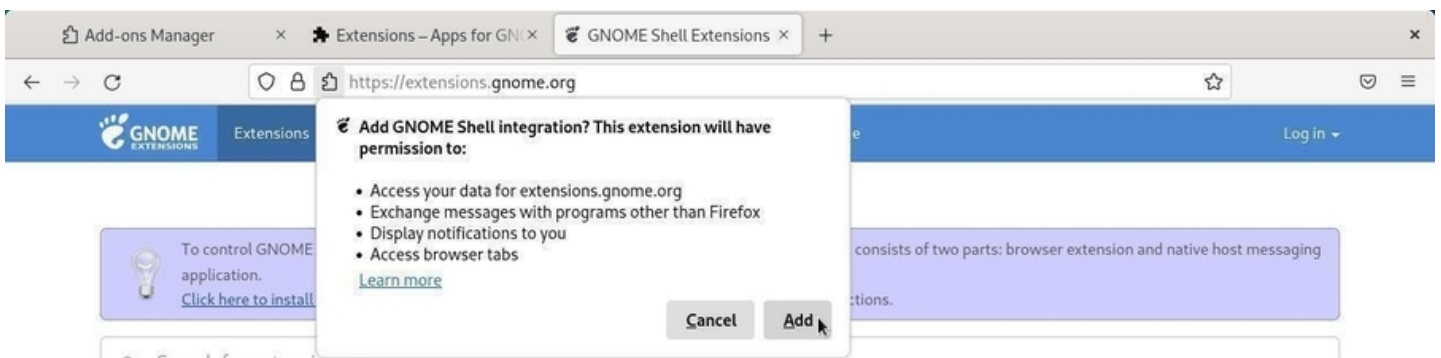 Add-ons Manager
Extensions – Apps for GN
GNOME Shell Extensions
https://extensions.gnome.org
GNOME
EXTENSIONS
Extensions
Log in
Add GNOME Shell integration? This extension will have
permission to:
• Access your data for extensions.gnome.org
• Exchange messages with programs other than Firefox
• Display notifications to you
• Access browser tabs
Learn more
Cancel
Add
To control GNOME
consists of two parts: browser extension and native host messaging
application.
Click here to install